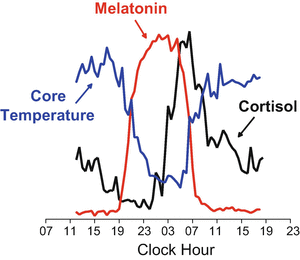 Melatonin
Core
Temperature
Cortisol
07 11 15 19 23 03 07 11 15 19 23
Clock Hour